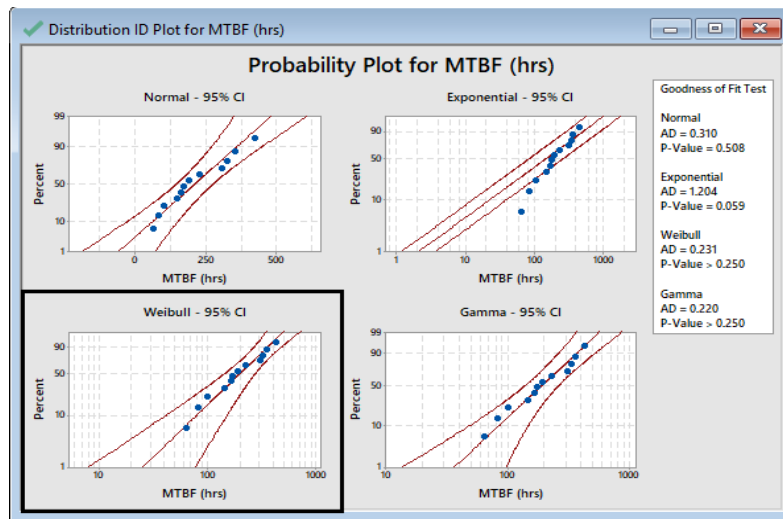 Distribution ID Plot for MTBF (hrs)
Probability Plot for MTBF (hrs)
Normal - 95% CI
99
90
50
10
1
Percent
0
250
500
MTBF (hrs)
Exponential - 95% CI
90
50
10
1
Percent
1
10
100
1000
MTBF (hrs)
Weibull - 95% CI
90
50
10
1
Percent
10
100
1000
MTBF (hrs)
Gamma - 95% CI
99
90
50
10
1
Percent
10
100
1000
MTBF (hrs)
Goodness of Fit Test
Normal
AD = 0.310
P-Value = 0.508
Exponential
AD = 1.204
P-Value = 0.059
Weibull
AD = 0.231
P-Value > 0.250
Gamma
AD = 0.220
P-Value > 0.250